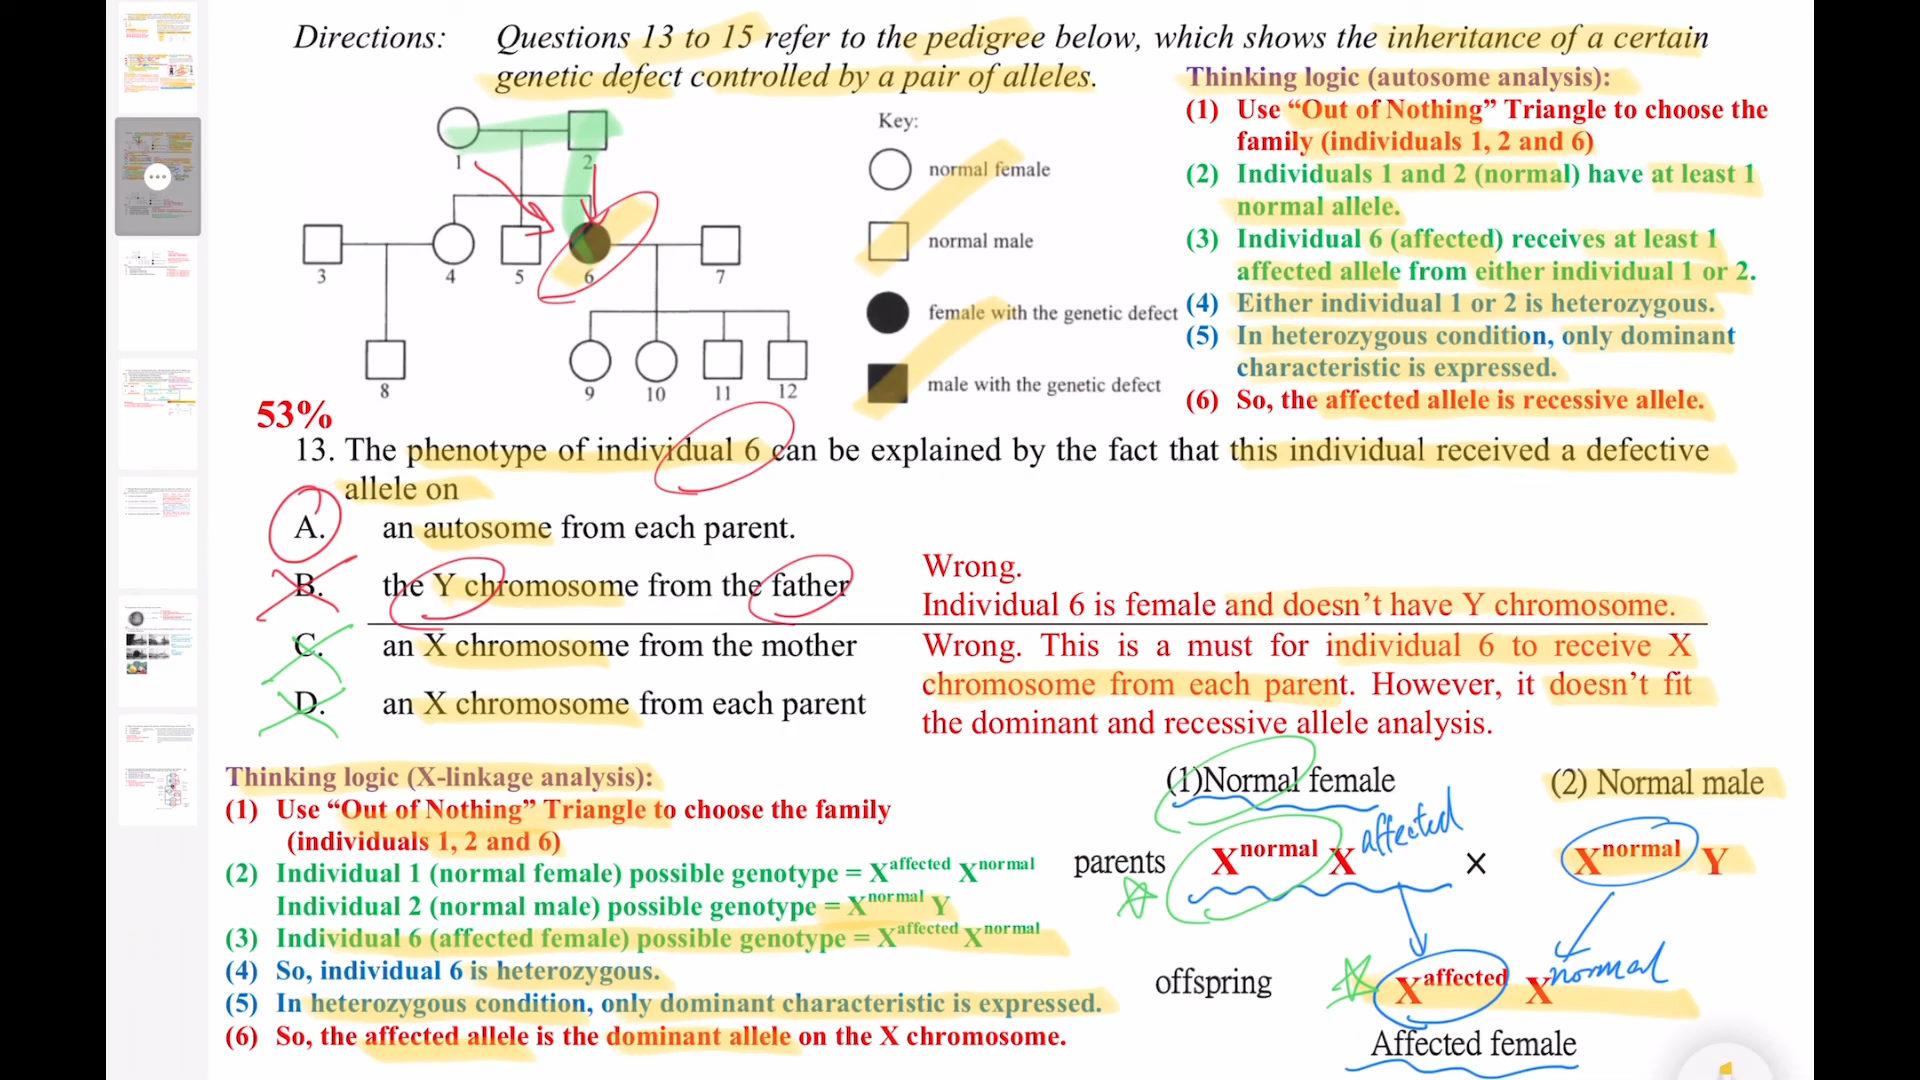 Directions: Questions 13 to 15 refer to the pedigree below, which shows the inheritance of a certain
genetic defect controlled by a pair of alleles.
1
2
3
4
5
6
7
8
9
10
11
12
Key:
normal female
normal male
female with the genetic defect
male with the genetic defect
Thinking logic (autosome analysis):
(1) Use “Out of Nothing” Triangle to choose the
family (individuals 1, 2 and 6)
(2) Individuals 1 and 2 (normal) have at least 1
normal allele.
(3) Individual 6 (affected) receives at least 1
affected allele from either individual 1 or 2.
(4) Either individual 1 or 2 is heterozygous.
(5) In heterozygous condition, only dominant
characteristic is expressed.
(6) So, the affected allele is recessive allele.
53%
13. The phenotype of individual 6 can be explained by the fact that this individual received a defective
allele on
A. an autosome from each parent.
B. the Y chromosome from the father
C. an X chromosome from the mother
D. an X chromosome from each parent
Wrong.
Individual 6 is female and doesn’t have Y chromosome.
Wrong. This is a must for individual 6 to receive X
chromosome from each parent. However, it doesn’t fit
the dominant and recessive allele analysis.
Thinking logic (X-linkage analysis):
(1) Use “Out of Nothing” Triangle to choose the family
(individuals 1, 2 and 6)
(2) Individual 1 (normal female) possible genotype = Xaffected Xnormal
Individual 2 (normal male) possible genotype = Xnormal Y
(3) Individual 6 (affected female) possible genotype = Xaffected Xnormal
(4) So, individual 6 is heterozygous.
(5) In heterozygous condition, only dominant characteristic is expressed.
(6) So, the affected allele is the dominant allele on the X chromosome.
(1)Normal female (2) Normal male
parents Xnormal X affected × Xnormal Y
offspring Xaffected X normal
Affected female